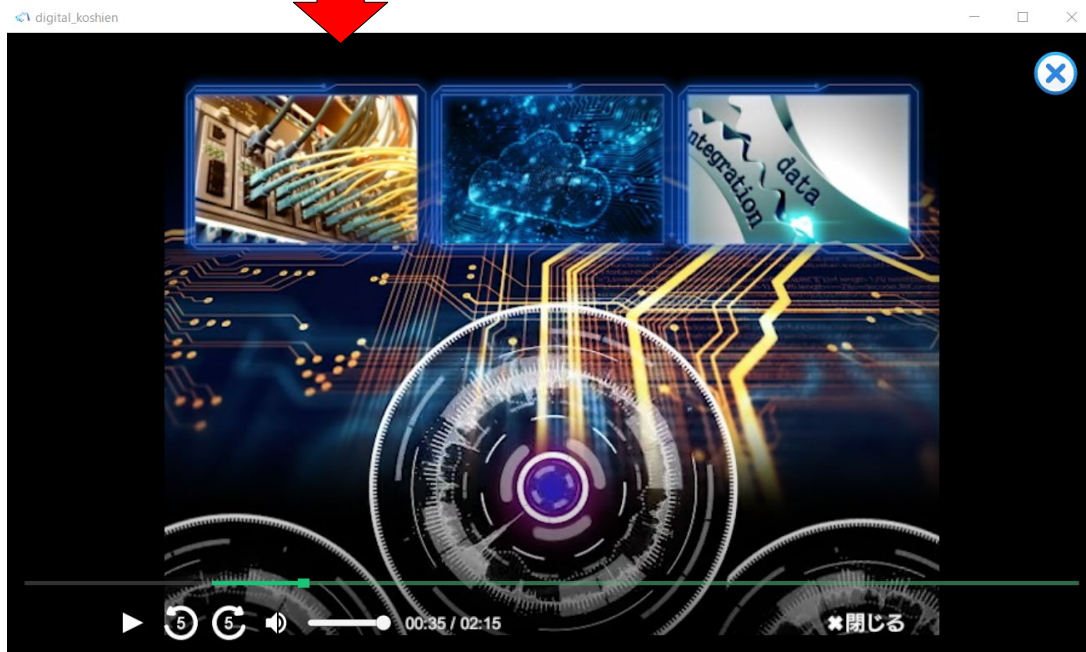 digital_koshien
integration
data
5
5
00:35 / 02:15
✖閉じる